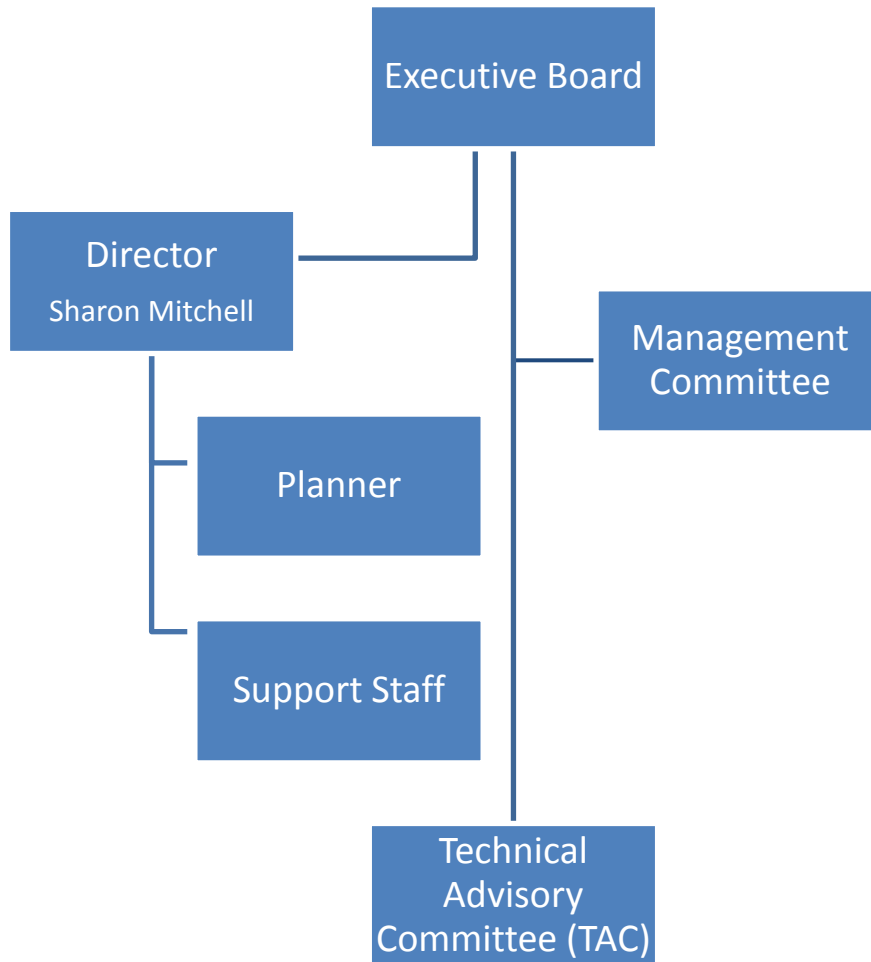 Executive Board
Director
Sharon Mitchell
Management
Committee
Planner
Support Staff
Technical
Advisory
Committee (TAC)